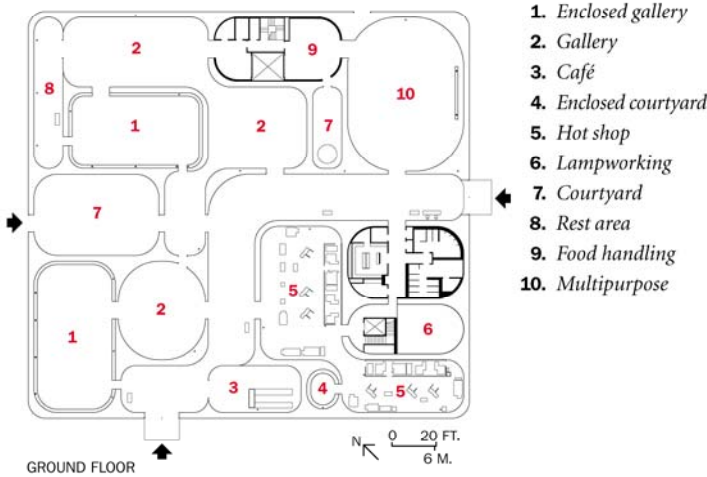 1. Enclosed gallery
2. Gallery
3. Café
4. Enclosed courtyard
5. Hot shop
6. Lampworking
7. Courtyard
8. Rest area
9. Food handling
10. Multipurpose
2
9
8
10
1
2
7
7
5
2
1
6
3
4
5
N
0 20 FT.
6 M.
GROUND FLOOR